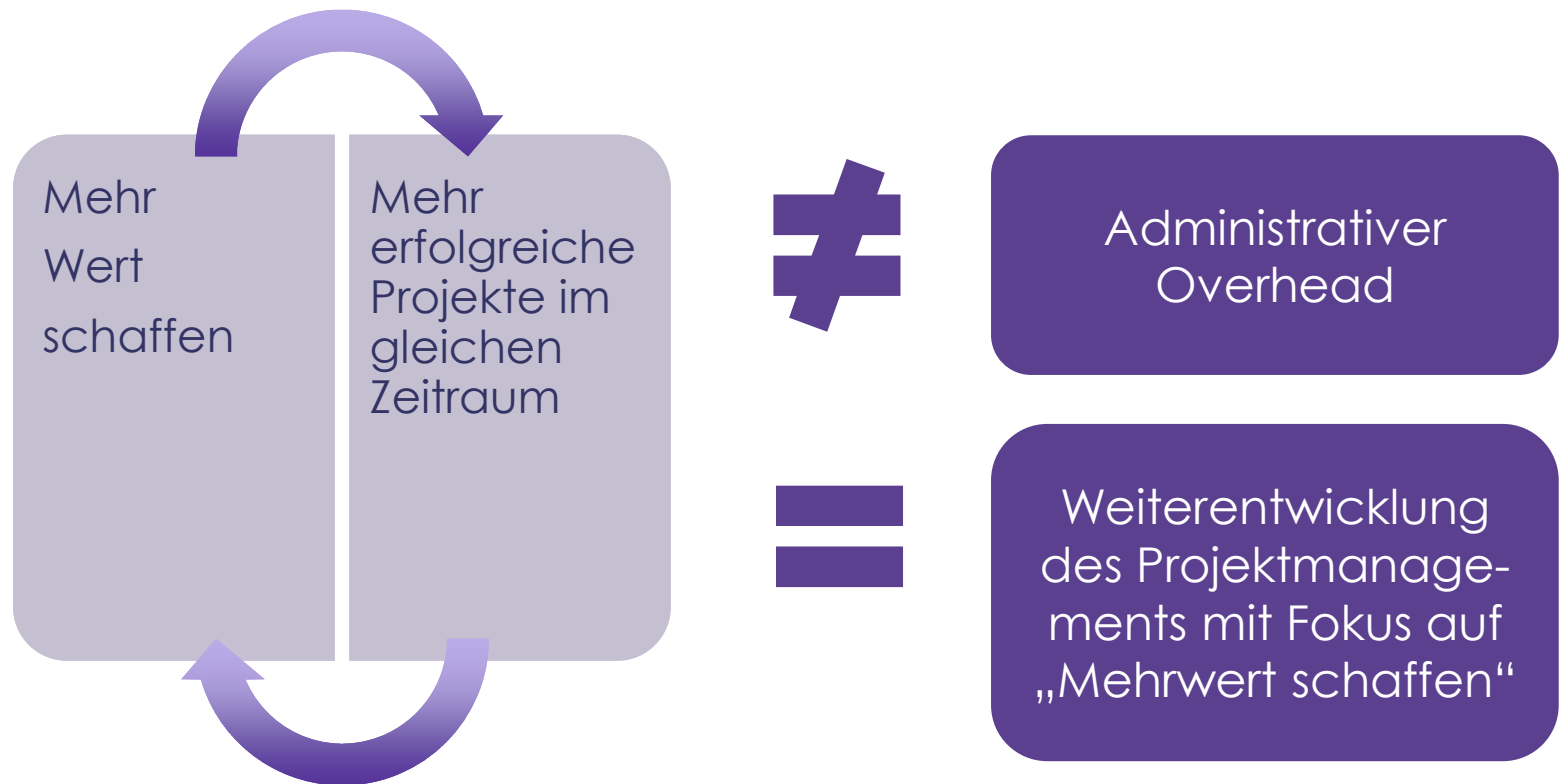 Mehr
Wert
schaffen
Mehr
erfolgreiche
Projekte im
gleichen
Zeitraum
≠
Administrativer
Overhead
=
Weiterentwicklung
des Projektmanage-
ments mit Fokus auf
„Mehrwert schaffen“